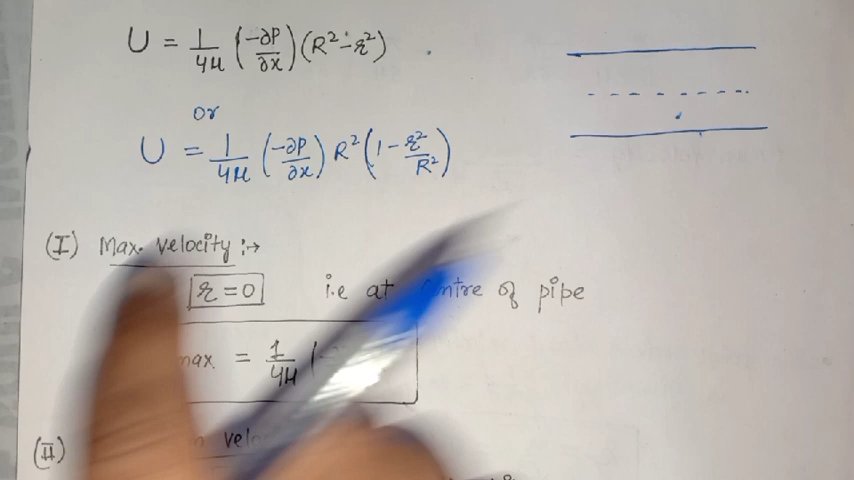 U = 1/4μ (-∂P/∂x) (R² - r²)
or
U = 1/4μ (-∂P/∂x) R² (1 - r²/R²)
(I) Max. velocity :→
r = 0 i.e at of pipe
max = 1/4μ (
(II)